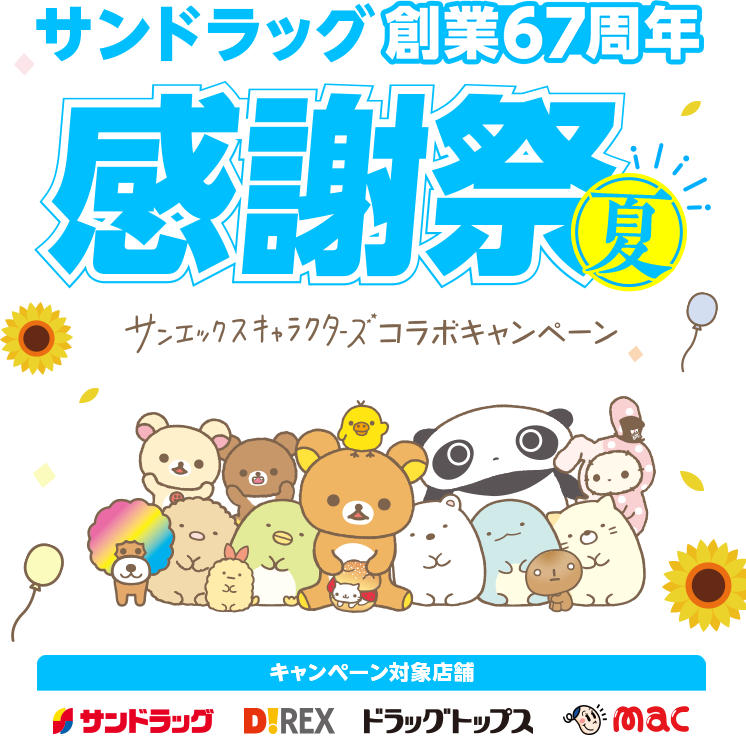 サンドラッグ 創業67周年
感謝祭 夏
サンエックスキャラクターズ コラボキャンペーン
キャンペーン対象店舗
サンドラッグ D!REX ドラッグトップス mac